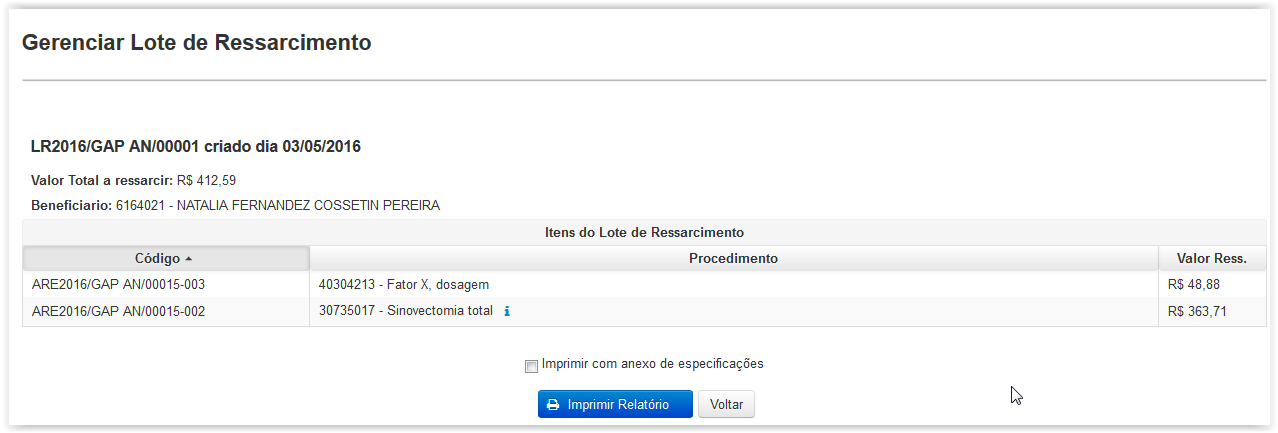 Gerenciar Lote de Ressarcimento
LR2016/GAP AN/00001 criado dia 03/05/2016
Valor Total a ressarcir: R$ 412,59
Beneficiario: 6164021 - NATALIA FERNANDEZ COSSETIN PEREIRA
Itens do Lote de Ressarcimento
Código Procedimento Valor Ress.
ARE2016/GAP AN/00015-003 40304213 - Fator X, dosagem R$ 48,88
ARE2016/GAP AN/00015-002 30735017 - Sinovectomia total i R$ 363,71
Imprimir com anexo de especificações
Imprimir Relatório Voltar